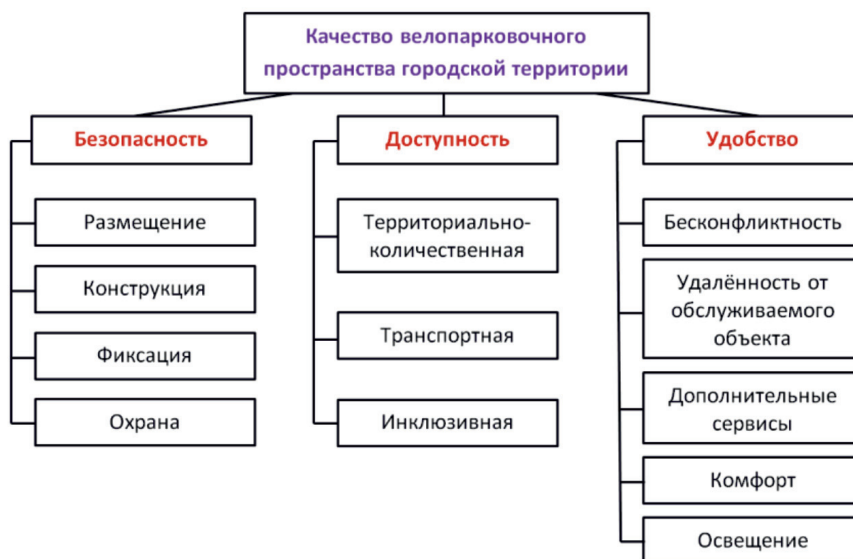 Качество велопарковочного
пространства городской территории
Безопасность
Размещение
Конструкция
Фиксация
Охрана
Доступность
Территориально-
количественная
Транспортная
Инклюзивная
Удобство
Бесконфликтность
Удалённость от
обслуживаемого
объекта
Дополнительные
сервисы
Комфорт
Освещение